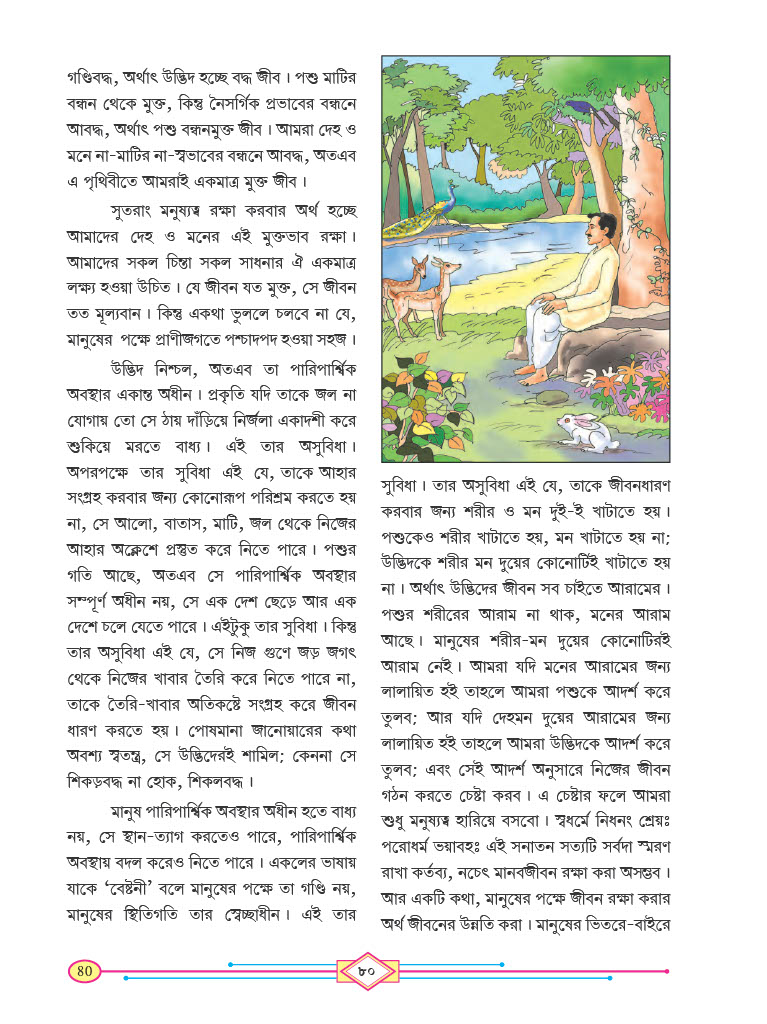 গণ্ডিবদ্ধ, অর্থাৎ উদ্ভিদ হচ্ছে বদ্ধ জীব। পশু মাটির
বন্ধন থেকে মুক্ত, কিন্তু নৈসর্গিক প্রভাবের বন্ধনে
আবদ্ধ, অর্থাৎ পশু বন্ধনমুক্ত জীব। আমরা দেহ ও
মনে না-মাটির না-স্বভাবের বন্ধনে আবদ্ধ, অতএব
এ পৃথিবীতে আমরাই একমাত্র মুক্ত জীব।
সুতরাং মনুষ্যত্ব রক্ষা করবার অর্থ হচ্ছে
আমাদের দেহ ও মনের এই মুক্তভাব রক্ষা।
আমাদের সকল চিন্তা সকল সাধনার ঐ একমাত্র
লক্ষ্য হওয়া উচিত। যে জীবন যত মুক্ত, সে জীবন
তত মূল্যবান। কিন্তু একথা ভুললে চলবে না যে,
মানুষের পক্ষে প্রাণীজগতে পশ্চাদপদ হওয়া সহজ।
উদ্ভিদ নিশ্চল, অতএব তা পারিপার্শ্বিক
অবস্থার একান্ত অধীন। প্রকৃতি যদি তাকে জল না
যোগায় তো সে ঠায় দাঁড়িয়ে নির্জলা একাদশী করে
শুকিয়ে মরতে বাধ্য। এই তার অসুবিধা।
অপরপক্ষে তার সুবিধা এই যে, তাকে আহার
সংগ্রহ করবার জন্য কোনোরূপ পরিশ্রম করতে হয়
না, সে আলো, বাতাস, মাটি, জল থেকে নিজের
আহার অক্লেশে প্রস্তুত করে নিতে পারে। পশুর
গতি আছে, অতএব সে পারিপার্শ্বিক অবস্থার
সম্পূর্ণ অধীন নয়, সে এক দেশ ছেড়ে আর এক
দেশে চলে যেতে পারে। এইটুকু তার সুবিধা। কিন্তু
তার অসুবিধা এই যে, সে নিজ গুণে জড় জগৎ
থেকে নিজের খাবার তৈরি করে নিতে পারে না,
তাকে তৈরি-খাবার অতিকষ্টে সংগ্রহ করে জীবন
ধারণ করতে হয়। পোষমানা জানোয়ারের কথা
অবশ্য স্বতন্ত্র, সে উদ্ভিদেরই শামিল: কেননা সে
শিকড়বদ্ধ না হোক, শিকলবদ্ধ।
মানুষ পারিপার্শ্বিক অবস্থার অধীন হতে বাধ্য
নয়, সে স্থান-ত্যাগ করতেও পারে, পারিপার্শ্বিক
অবস্থায় বদল করেও নিতে পারে। একলের ভাষায়
যাকে ‘বেষ্টনী’ বলে মানুষের পক্ষে তা গণ্ডি নয়,
মানুষের স্থিতিগতি তার স্বেচ্ছাধীন। এই তার
সুবিধা। তার অসুবিধা এই যে, তাকে জীবনধারণ
করবার জন্য শরীর ও মন দুই-ই খাটাতে হয়।
পশুকেও শরীর খাটাতে হয়, মন খাটাতে হয় না:
উদ্ভিদকে শরীর মন দুয়ের কোনোটিই খাটাতে হয়
না। অর্থাৎ উদ্ভিদের জীবন সব চাইতে আরামের।
পশুর শরীরের আরাম না থাক, মনের আরাম
আছে। মানুষের শরীর-মন দুয়ের কোনোটিরই
আরাম নেই। আমরা যদি মনের আরামের জন্য
লালায়িত হই তাহলে আমরা পশুকে আদর্শ করে
তুলব: আর যদি দেহমন দুয়ের আরামের জন্য
লালায়িত হই তাহলে আমরা উদ্ভিদকে আদর্শ করে
তুলব: এবং সেই আদর্শ অনুসারে নিজের জীবন
গঠন করতে চেষ্টা করব। এ চেষ্টার ফলে আমরা
শুধু মনুষ্যত্ব হারিয়ে বসবো। স্বধর্মে নিধনং শ্রেয়ঃ
পরোধর্ম ভয়াবহঃ এই সনাতন সত্যটি সর্বদা স্মরণ
রাখা কর্তব্য, নচেৎ মানবজীবন রক্ষা করা অসম্ভব।
আর একটি কথা, মানুষের পক্ষে জীবন রক্ষা করার
অর্থ জীবনের উন্নতি করা। মানুষের ভিতরে-বাইরে
80
৮০